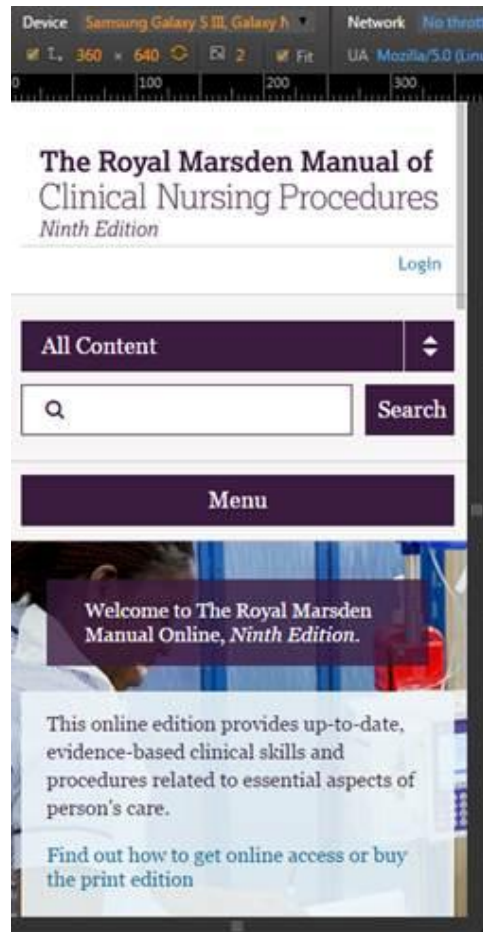 Device Samsung Galaxy S III, Galaxy N Network No thrott
360 × 640 2 Fit UA Mozilla/5.0 (Lin
0 100 200 300
The Royal Marsden Manual of
Clinical Nursing Procedures
Ninth Edition
Login
All Content
Search
Menu
Welcome to The Royal Marsden
Manual Online, Ninth Edition.
This online edition provides up-to-date,
evidence-based clinical skills and
procedures related to essential aspects of
person's care.
Find out how to get online access or buy
the print edition